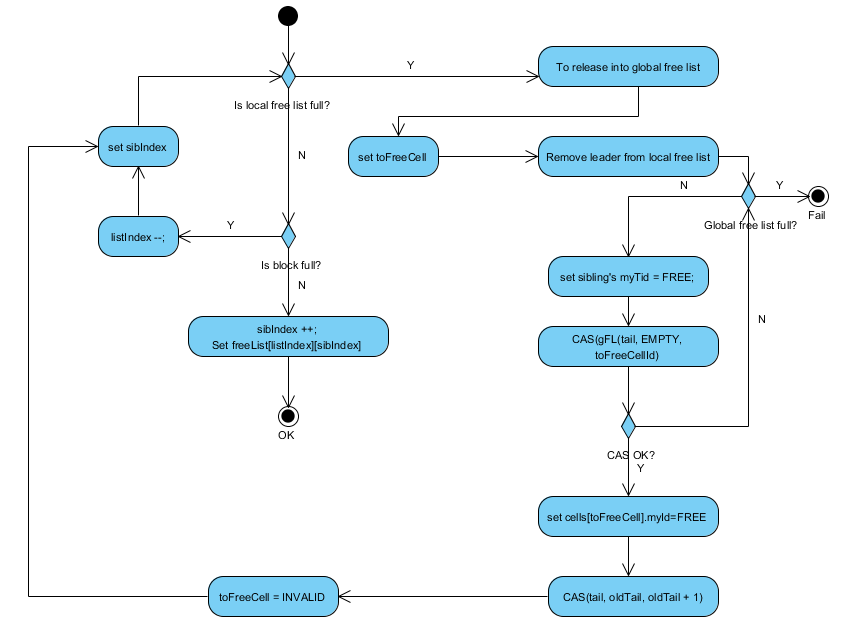 Y
To release into global free list
Is local free list full?
set sibIndex
N
set toFreeCell
Remove leader from local free list
N
Y
Fail
Global free list full?
Y
listIndex --;
Is block full?
N
set sibling's myTid = FREE;
sibIndex ++;
Set freeList[listIndex][sibIndex]
N
CAS(gFL(tail, EMPTY,
toFreeCellId)
OK
CAS OK?
Y
set cells[toFreeCell].myId=FREE
toFreeCell = INVALID
CAS(tail, oldTail, oldTail + 1)